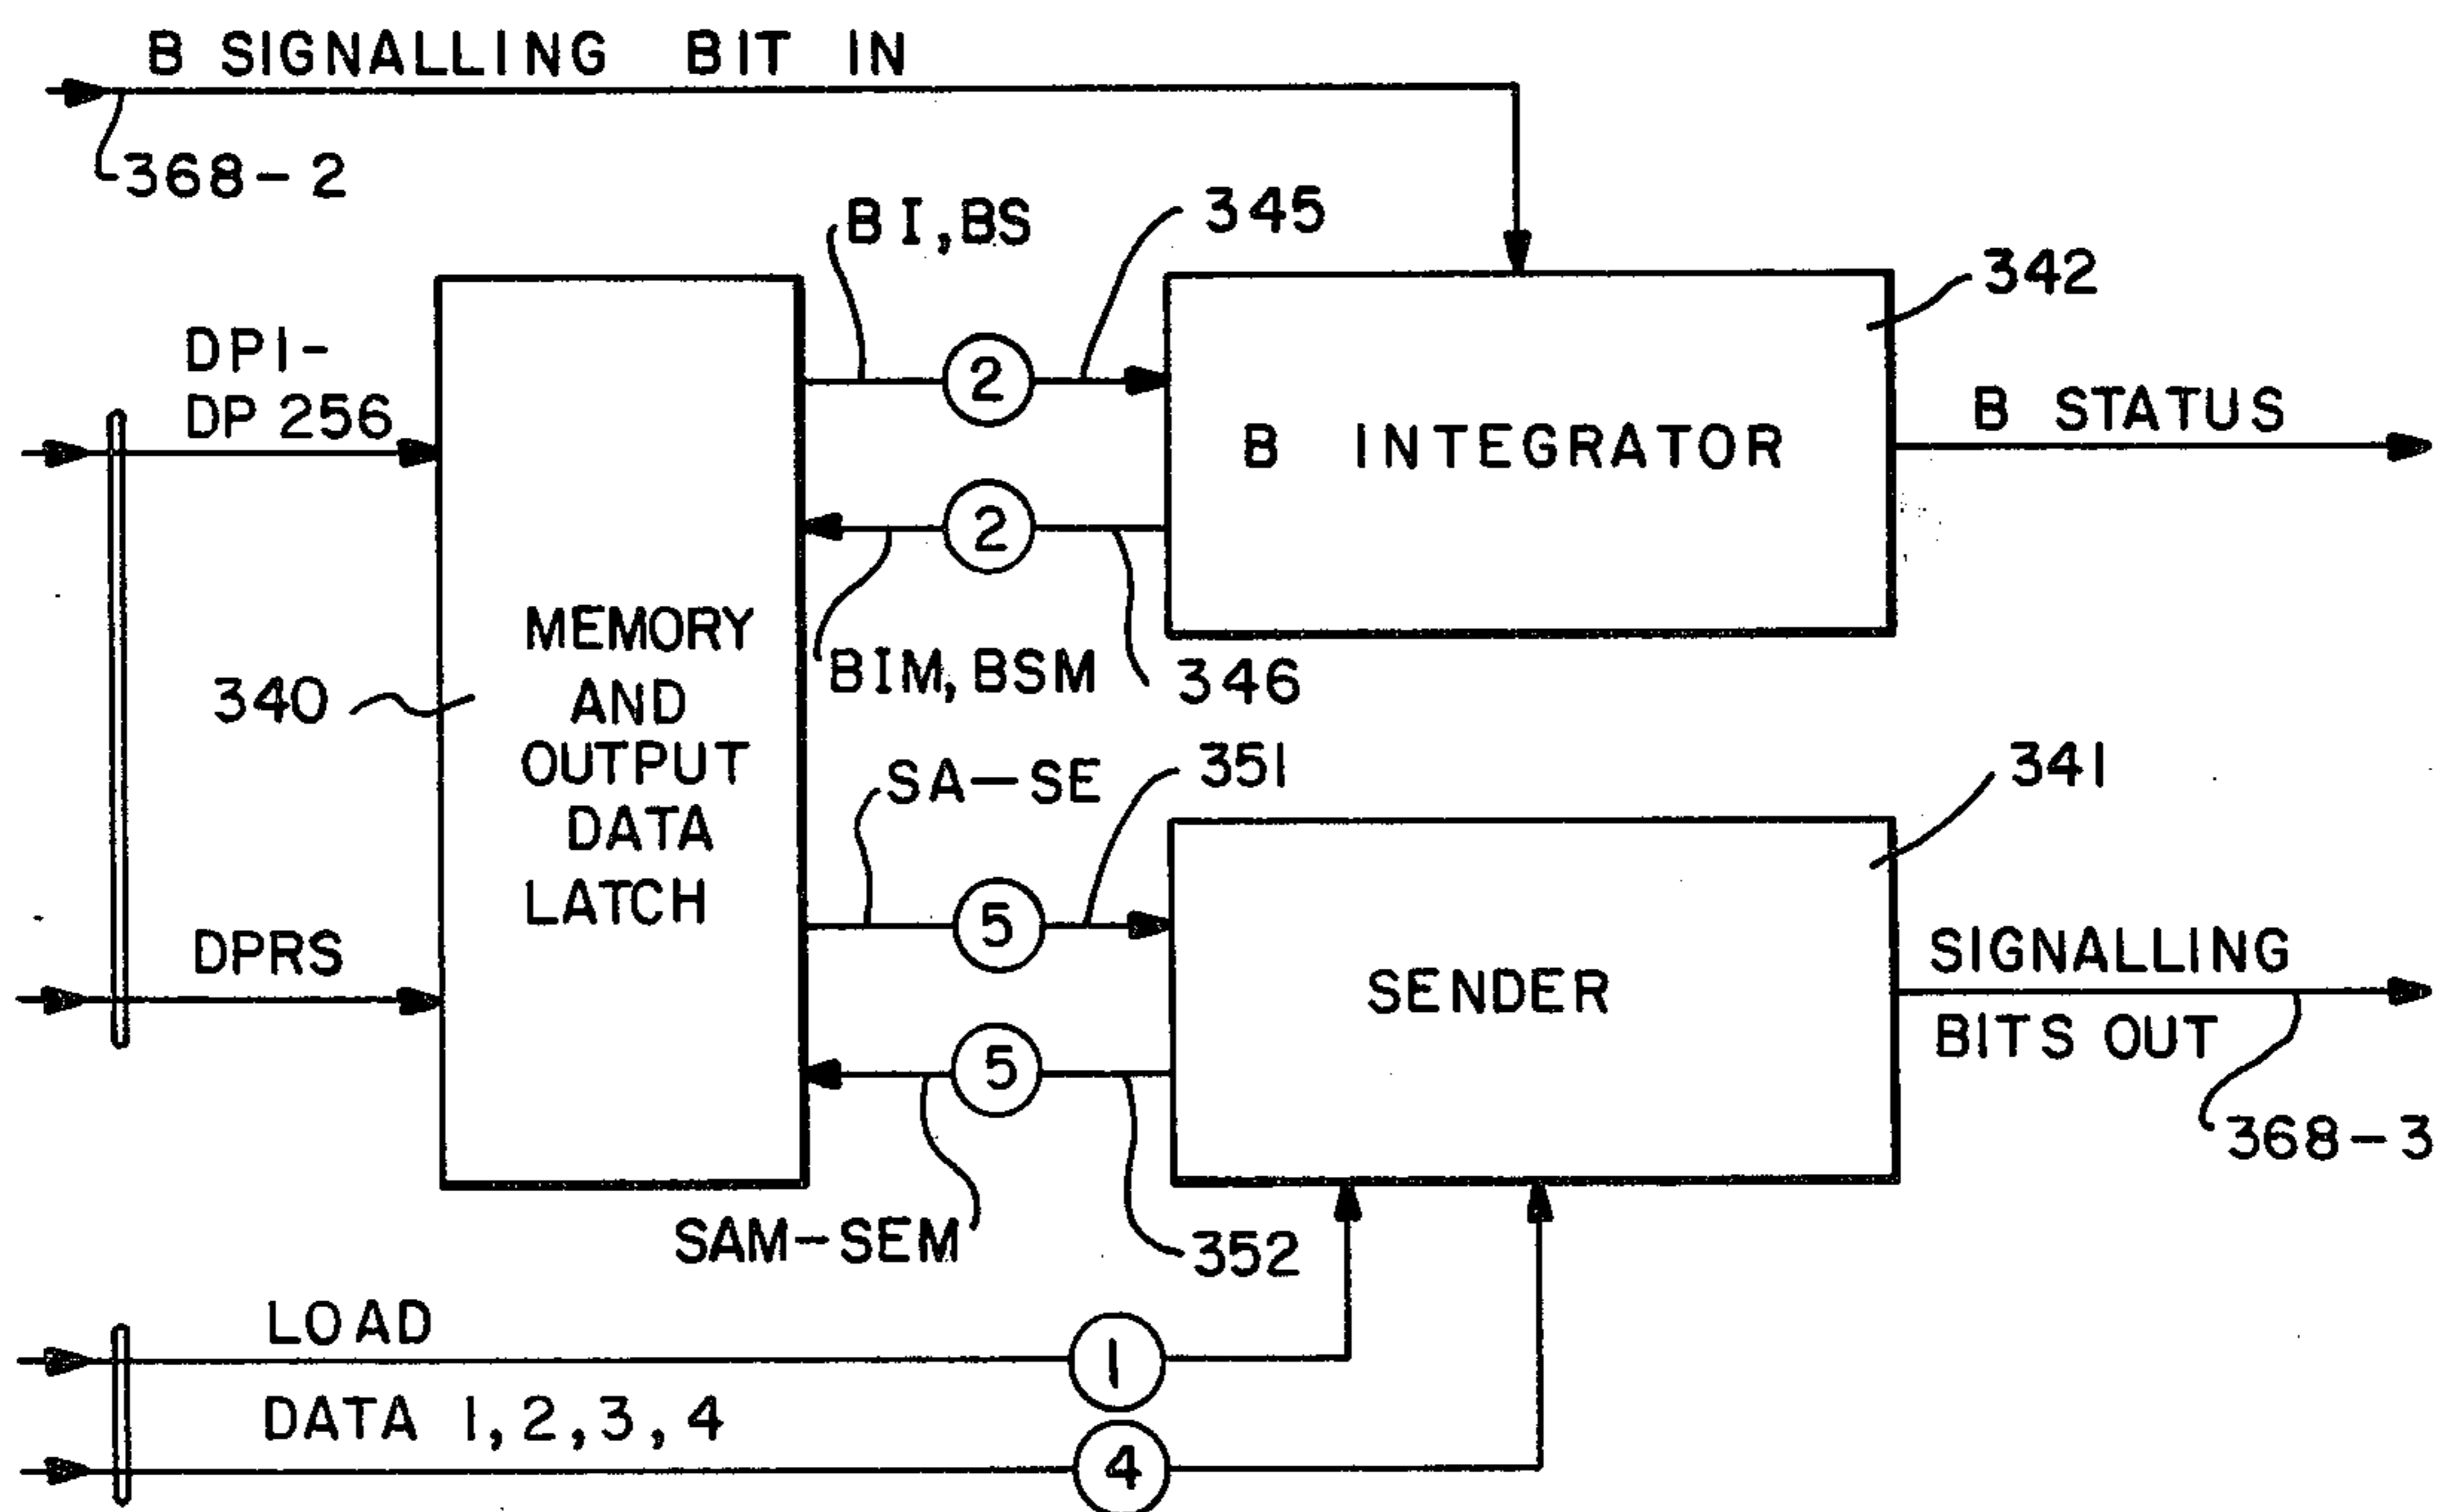 B SIGNALLING BIT IN
368-2
BI,BS
345
342
DP1-
DP 256
2
B INTEGRATOR
B STATUS
2
MEMORY
AND
OUTPUT
DATA
LATCH
340
BIM, BSM
346
SA-SE
351
341
DPRS
5
SENDER
SIGNALLING
BITS OUT
5
368-3
SAM-SEM
352
LOAD
1
DATA 1,2,3,4
4